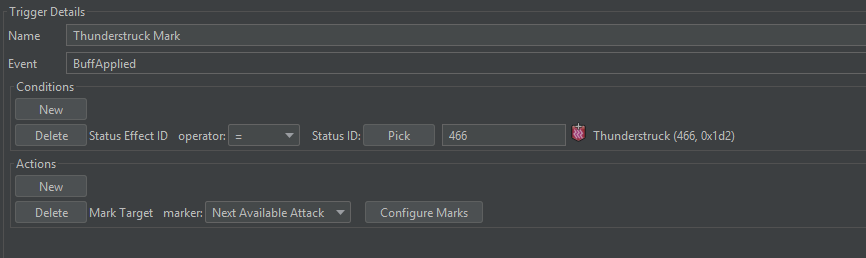 Trigger Details
Name Thunderstruck Mark
Event BuffApplied
Conditions
New
Delete Status Effect ID operator: = Status ID: Pick 466 Thunderstruck (466, 0x1d2)
Actions
New
Delete Mark Target marker: Next Available Attack Configure Marks